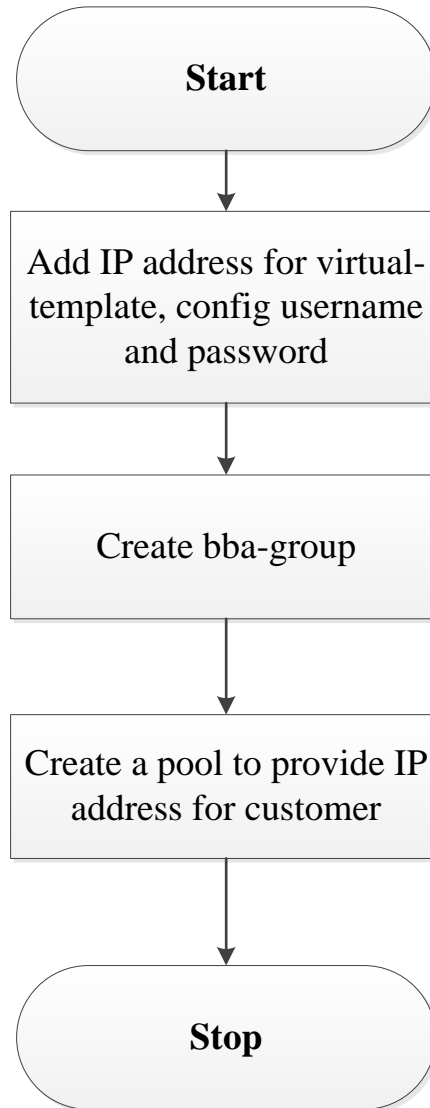 Start
Add IP address for virtual-
template, config username
and password
Create bba-group
Create a pool to provide IP
address for customer
Stop